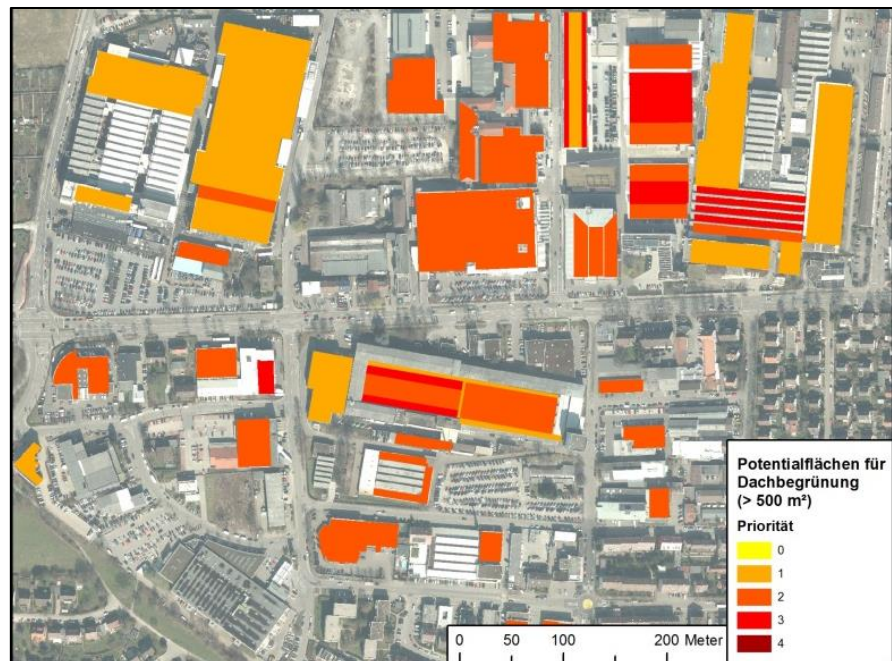 Potentialflächen für
Dachbegrünung
(> 500 m²)
Priorität
0
1
2
3
4
0 50 100 200 Meter